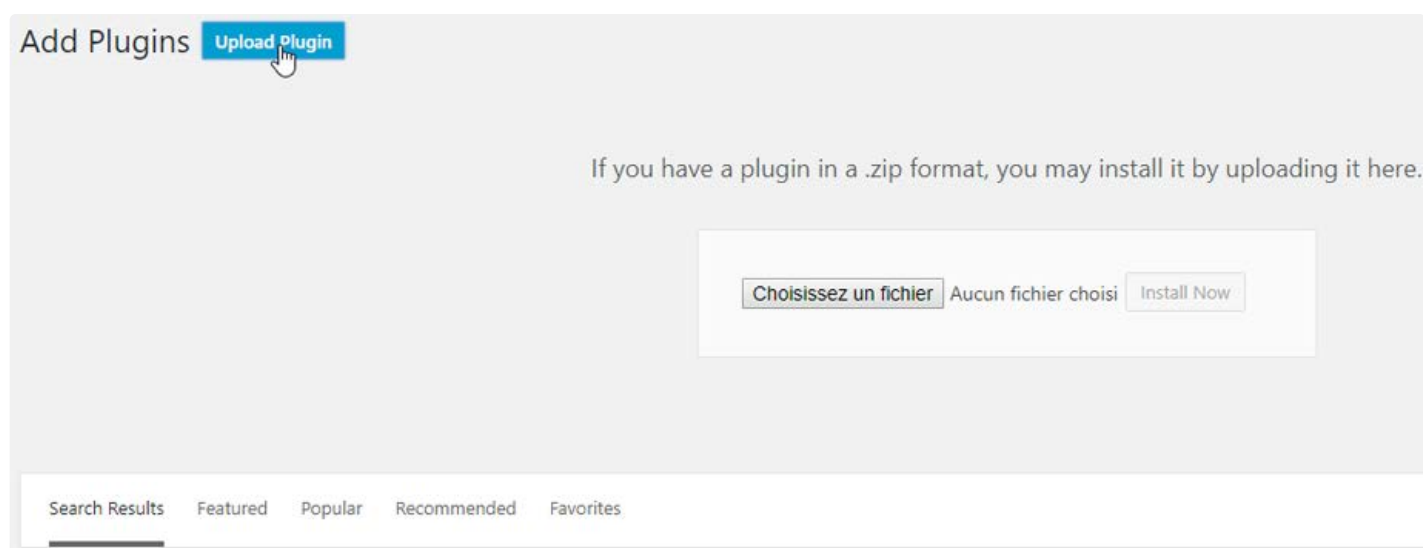 Add Plugins Upload Plugin
If you have a plugin in a .zip format, you may install it by uploading it here.
Choisissez un fichier Aucun fichier choisi Install Now
Search Results Featured Popular Recommended Favorites